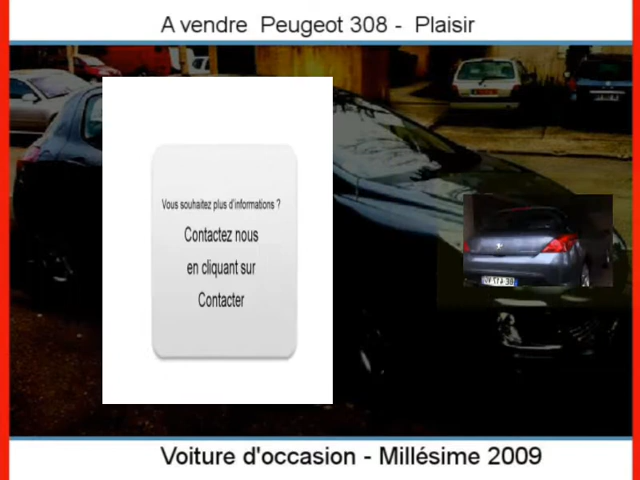 A vendre Peugeot 308 - Plaisir
Vous souhaitez plus d'informations ?
Contactez nous
en cliquant sur
Contacter
Voiture d'occasion - Millésime 2009